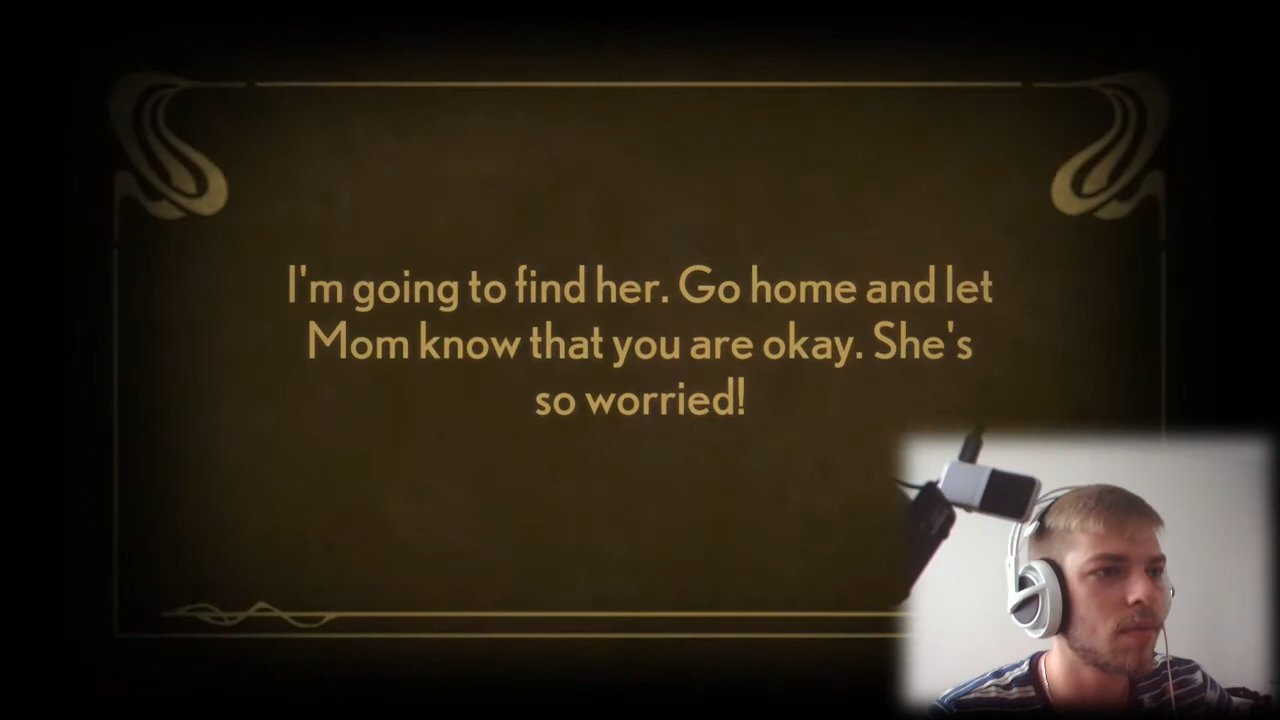 I'm going to find her. Go home and let
Mom know that you are okay. She's
so worried!